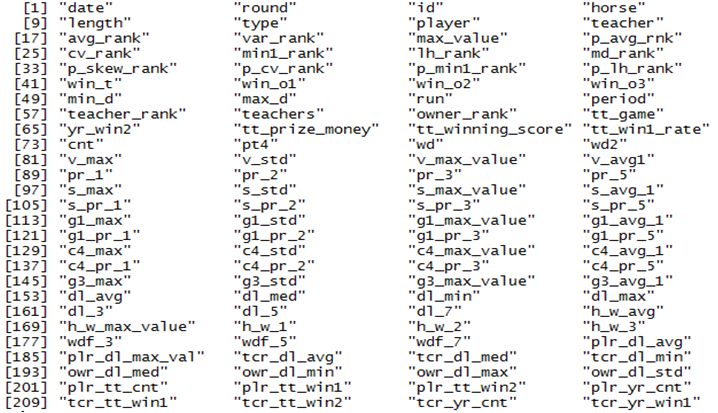 [1] "date" "round" "id" "horse"
[9] "length" "type" "player" "teacher"
[17] "avg_rank" "var_rank" "max_value" "p_avg_rnk"
[25] "cv_rank" "min1_rank" "lh_rank" "md_rank"
[33] "p_skew_rank" "p_cv_rank" "p_min1_rank" "p_lh_rank"
[41] "win_t" "win_o1" "win_o2" "win_o3"
[49] "min_d" "max_d" "run" "period"
[57] "teacher_rank" "teachers" "owner_rank" "tt_game"
[65] "yr_win2" "tt_prize_money" "tt_winning_score" "tt_win1_rate"
[73] "cnt" "pt4" "wd" "wd2"
[81] "v_max" "v_std" "v_max_value" "v_avg1"
[89] "pr_1" "pr_2" "pr_3" "pr_5"
[97] "s_max" "s_std" "s_max_value" "s_avg_1"
[105] "s_pr_1" "s_pr_2" "s_pr_3" "s_pr_5"
[113] "g1_max" "g1_std" "g1_max_value" "g1_avg_1"
[121] "g1_pr_1" "g1_pr_2" "g1_pr_3" "g1_pr_5"
[129] "c4_max" "c4_std" "c4_max_value" "c4_avg_1"
[137] "c4_pr_1" "c4_pr_2" "c4_pr_3" "c4_pr_5"
[145] "g3_max" "g3_std" "g3_max_value" "g3_avg_1"
[153] "dl_avg" "dl_med" "dl_min" "dl_max"
[161] "dl_3" "dl_5" "dl_7" "h_w_avg"
[169] "h_w_max_value" "h_w_1" "h_w_2" "h_w_3"
[177] "wdf_3" "wdf_5" "wdf_7" "plr_dl_avg"
[185] "plr_dl_max_val" "tcr_dl_avg" "tcr_dl_med" "tcr_dl_min"
[193] "owr_dl_med" "owr_dl_min" "owr_dl_max" "owr_dl_std"
[201] "plr_tt_cnt" "plr_tt_win1" "plr_tt_win2" "plr_yr_cnt"
[209] "tcr_tt_win1" "tcr_tt_win2" "tcr_yr_cnt" "tcr_yr_win1"